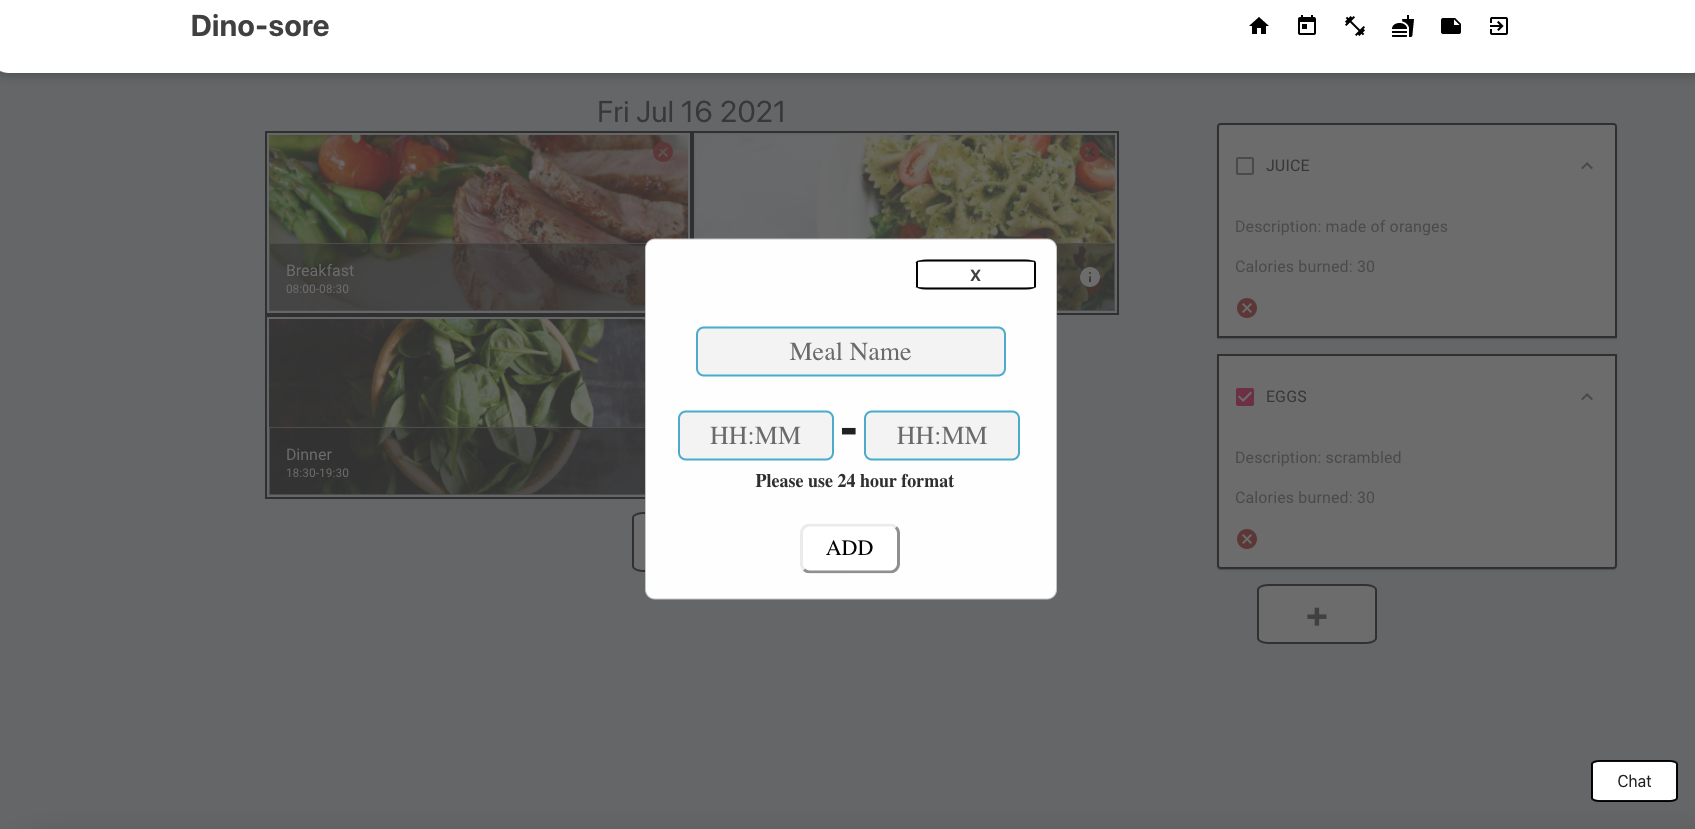 Dino-sore
Fri Jul 16 2021
Breakfast
08:00-08:30
Dinner
18:30-19:30
X
Meal Name
HH:MM - HH:MM
Please use 24 hour format
ADD
JUICE
Description: made of oranges
Calories burned: 30
EGGS
Description: scrambled
Calories burned: 30
+
Chat